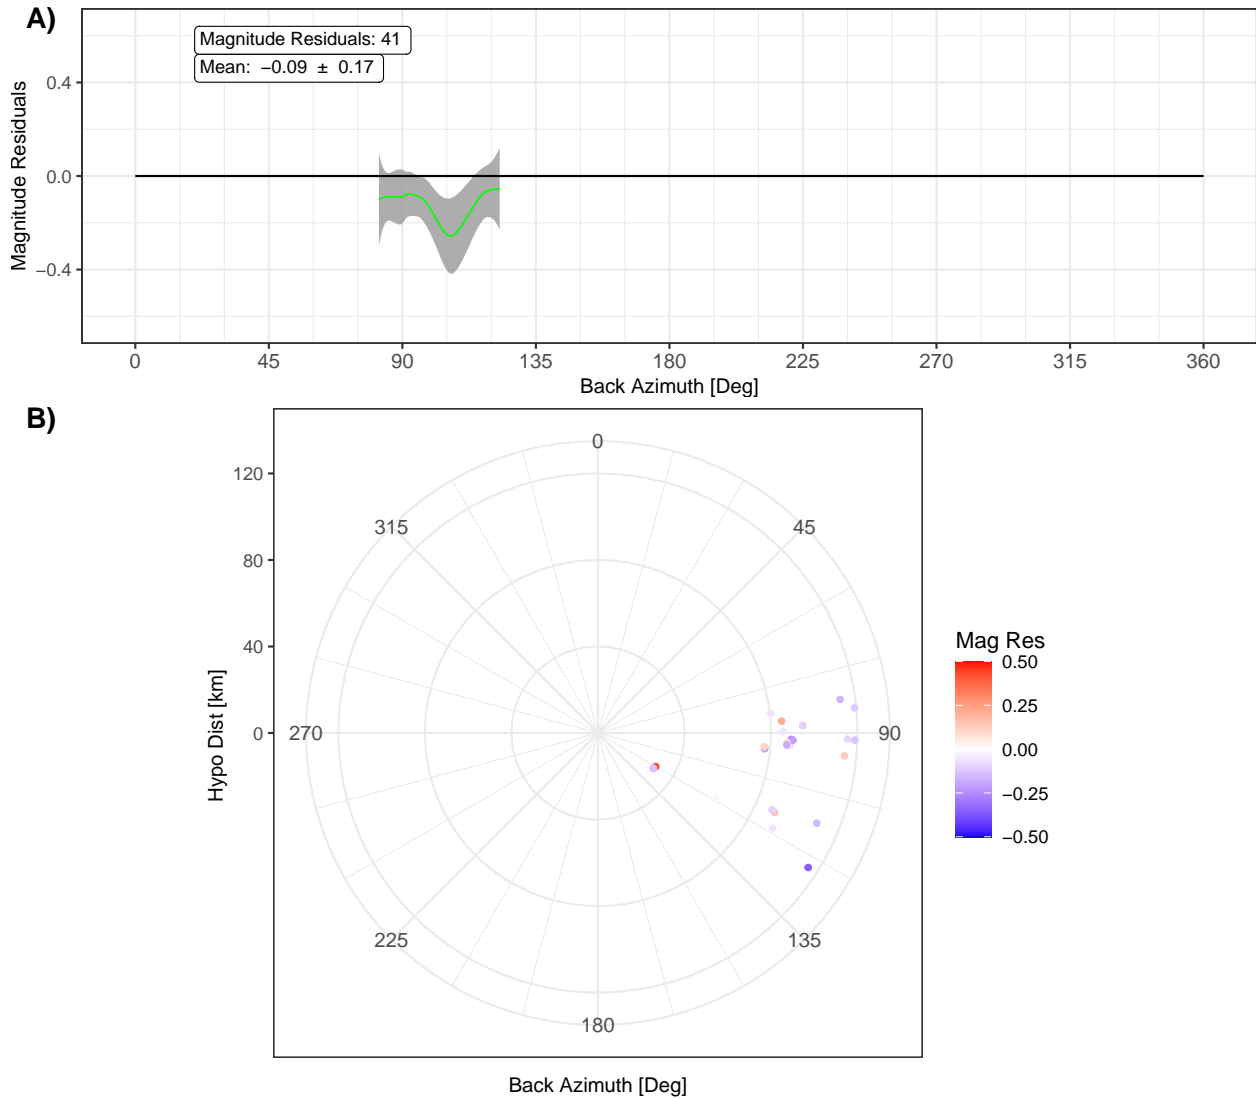 A)
Magnitude Residuals: 41
Mean: −0.09 ± 0.17
Magnitude Residuals
0.4
0.0
−0.4
0 45 90 135 180 225 270 315 360
Back Azimuth [Deg]
B)
Hypo Dist [km]
120
80
40
0
0
45
90
135
180
225
270
315
Back Azimuth [Deg]
Mag Res
0.50
0.25
0.00
−0.25
−0.50